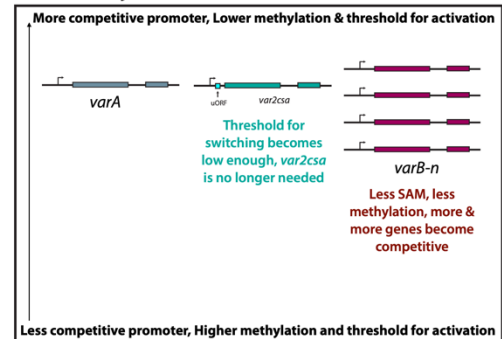 More competitive promoter, Lower methylation & threshold for activation
varA
uORF
var2csa
Threshold for
switching becomes
low enough, var2csa
is no longer needed
varB-n
Less SAM, less
methylation, more &
more genes become
competitive
Less competitive promoter, Higher methylation and threshold for activation